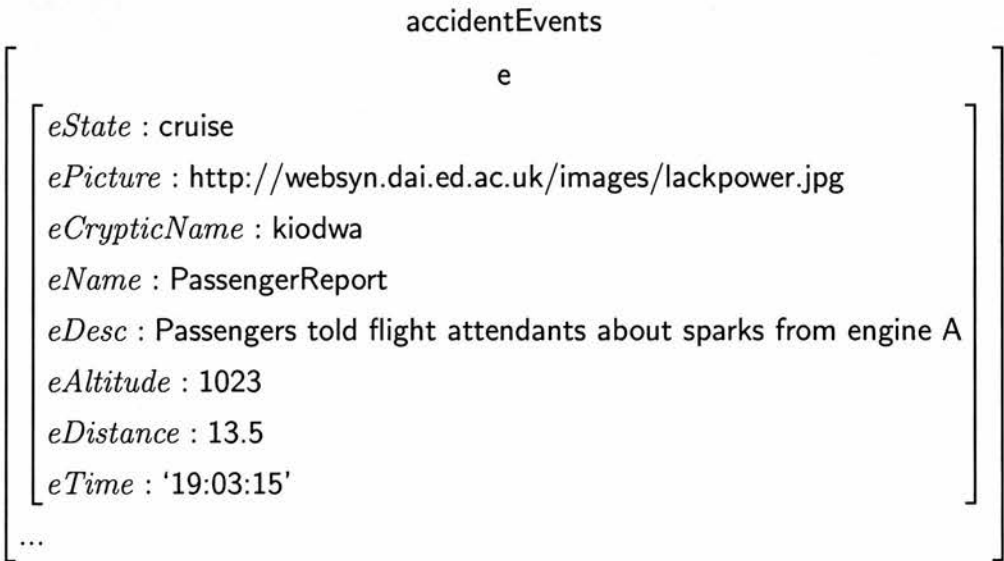 accidentEvents
e
eState : cruise
ePicture : http://websyn.dai.ed.ac.uk/images/lackpower.jpg
eCrypticName : kiodwa
eName : PassengerReport
eDesc : Passengers told flight attendants about sparks from engine A
eAltitude : 1023
eDistance : 13.5
eTime : ‘19:03:15’
...